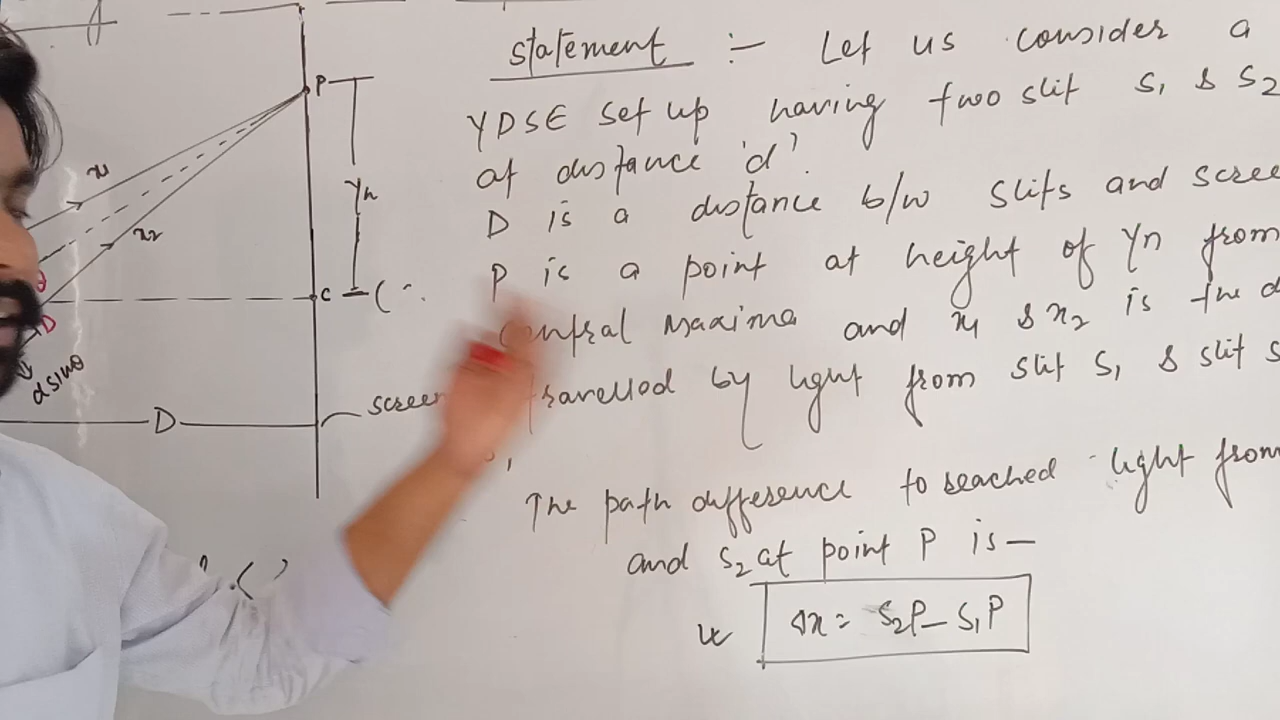 P
x1
Yn
x2
C
D
dsinθ
D
screen
statement :- Let us consider a
YDSE set up having two slit S1 & S2
at distance 'd'
D is a distance b/w slits and scree
P is a point at height of Yn from
central maxima and x1 & x2 is the d
travelled by light from slit S1 & slit S
The path difference to reached light from
and S2 at point P is—
Δx = S2P - S1P